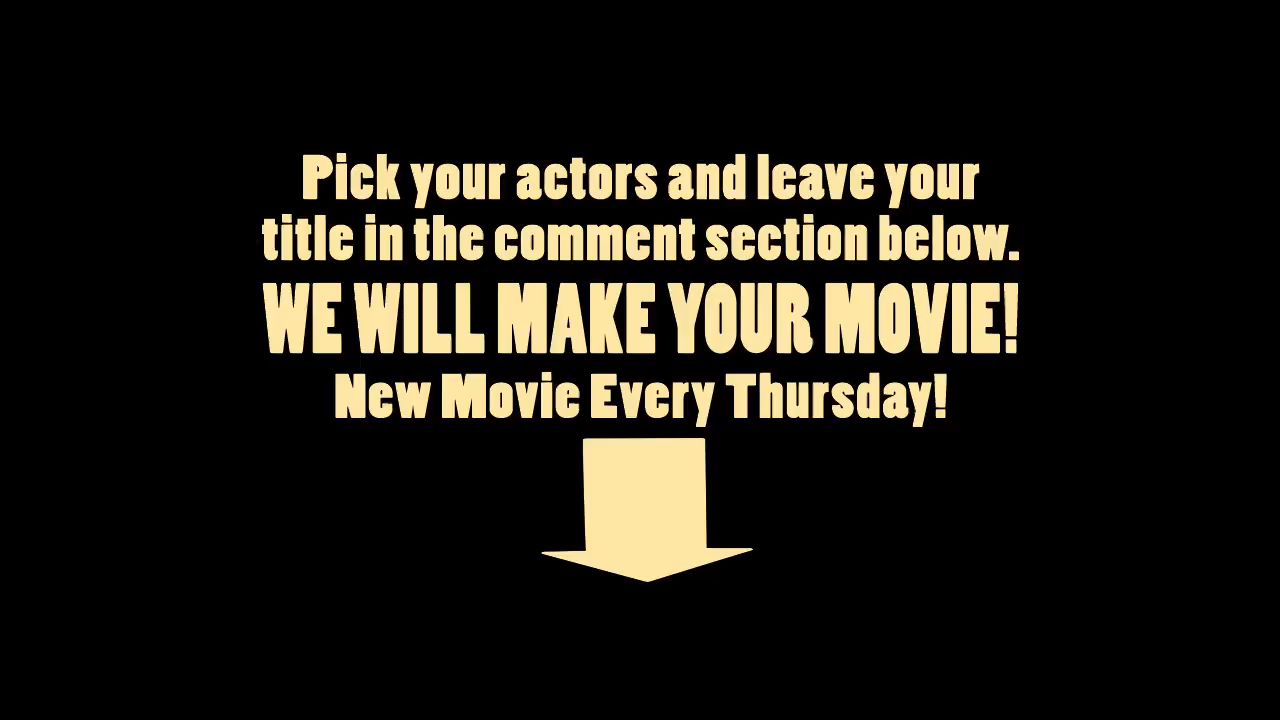 Pick your actors and leave your
title in the comment section below.
WE WILL MAKE YOUR MOVIE!
New Movie Every Thursday!